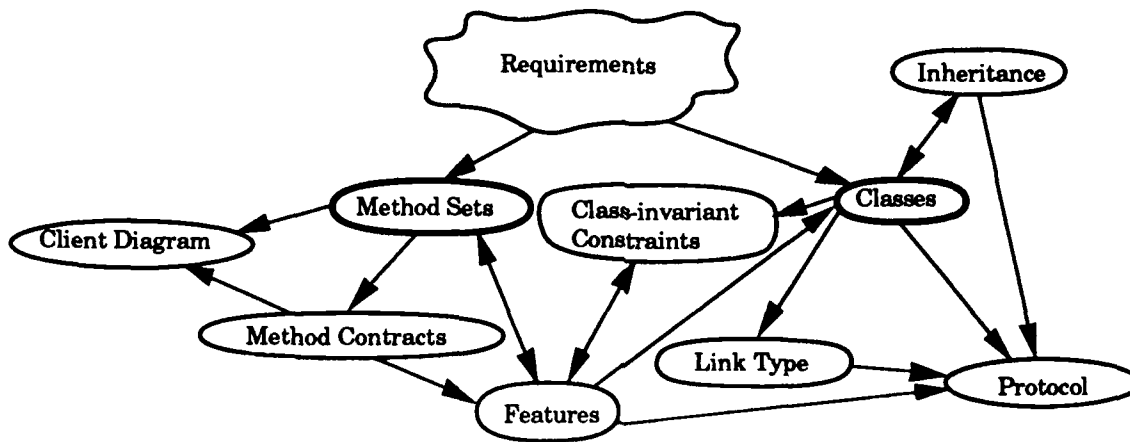 Requirements
Inheritance
Method Sets
Class-invariant
Constraints
Classes
Client Diagram
Method Contracts
Link Type
Protocol
Features